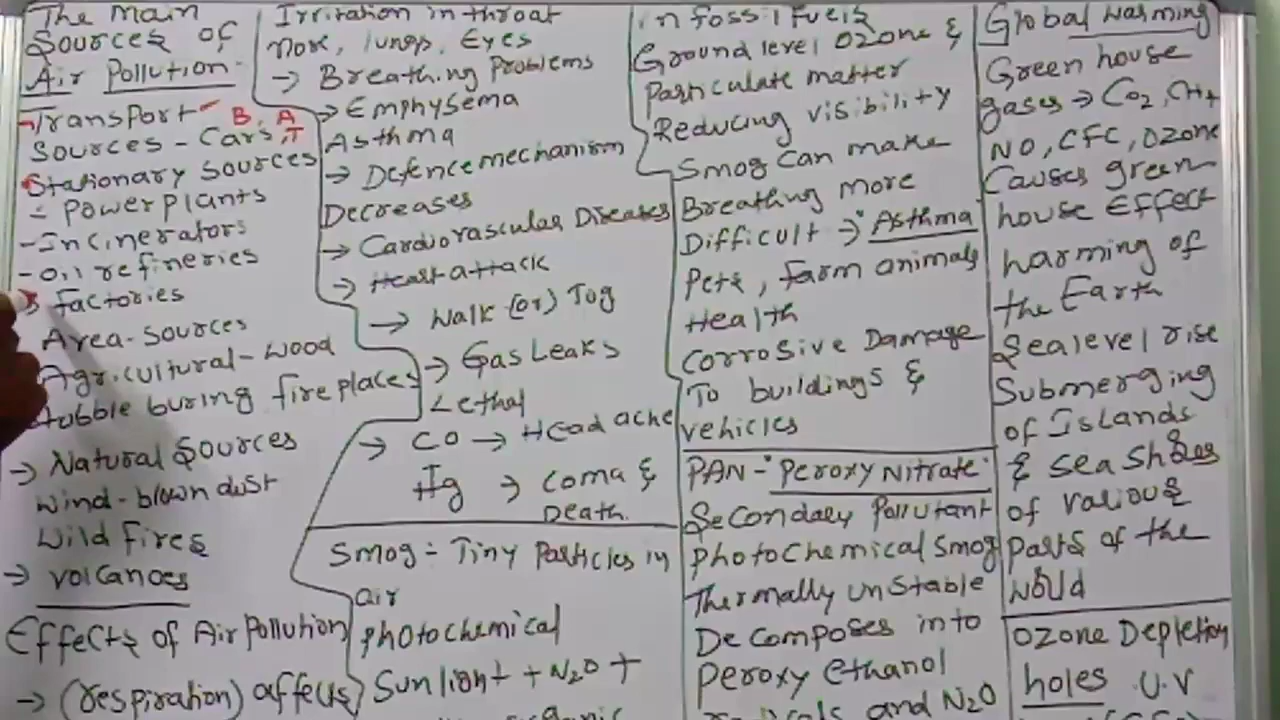 The main
Sources of
Air Pollution
Transport B, A
Sources - Cars, T
Stationary sources
- Power plants
- Incinerators
- oil refineries
factories
Area-sources
Agricultural-wood
buring fire places
→ Natural Sources
Wind-blown dust
Wild fires
→ volcanoes
Effects of Air Pollution
→ (respiration) affects
Irritation in throat
nose, lungs, Eyes
→ Breathing Problems
→ Emphysema
Asthma
→ Defence mechanism
Decreases
→ Cardiovascular Diseases
→ Heart attack
→ Walk (or) Jog
→ Gas Leaks
Lethal
→ CO → Head ache
Hg → Coma &
Death.
Smog ÷ Tiny Particles in
air
photochemical
Sunlight + N2O +
in fossil fuels
Ground level Ozone &
Particulate matter
Reducing visibility
Smog Can make
Breathing more
Difficult → "Asthma
Pets, farm animals
Health
Corrosive Damage
To buildings &
vehicles
PAN - "Peroxy Nitrate"
Secondary Pollutant
photochemical smog
Thermally unstable
Decomposes into
Peroxy ethanol
and N2O
Global warming
Green house
gases → CO2, CH4
NO, CFC, Ozone
Causes green
house Effect
warming of
the Earth
Sealevel rise
Submerging
of Islands
& sea shores
of various
parts of the
world
Ozone Depletion
holes U.V